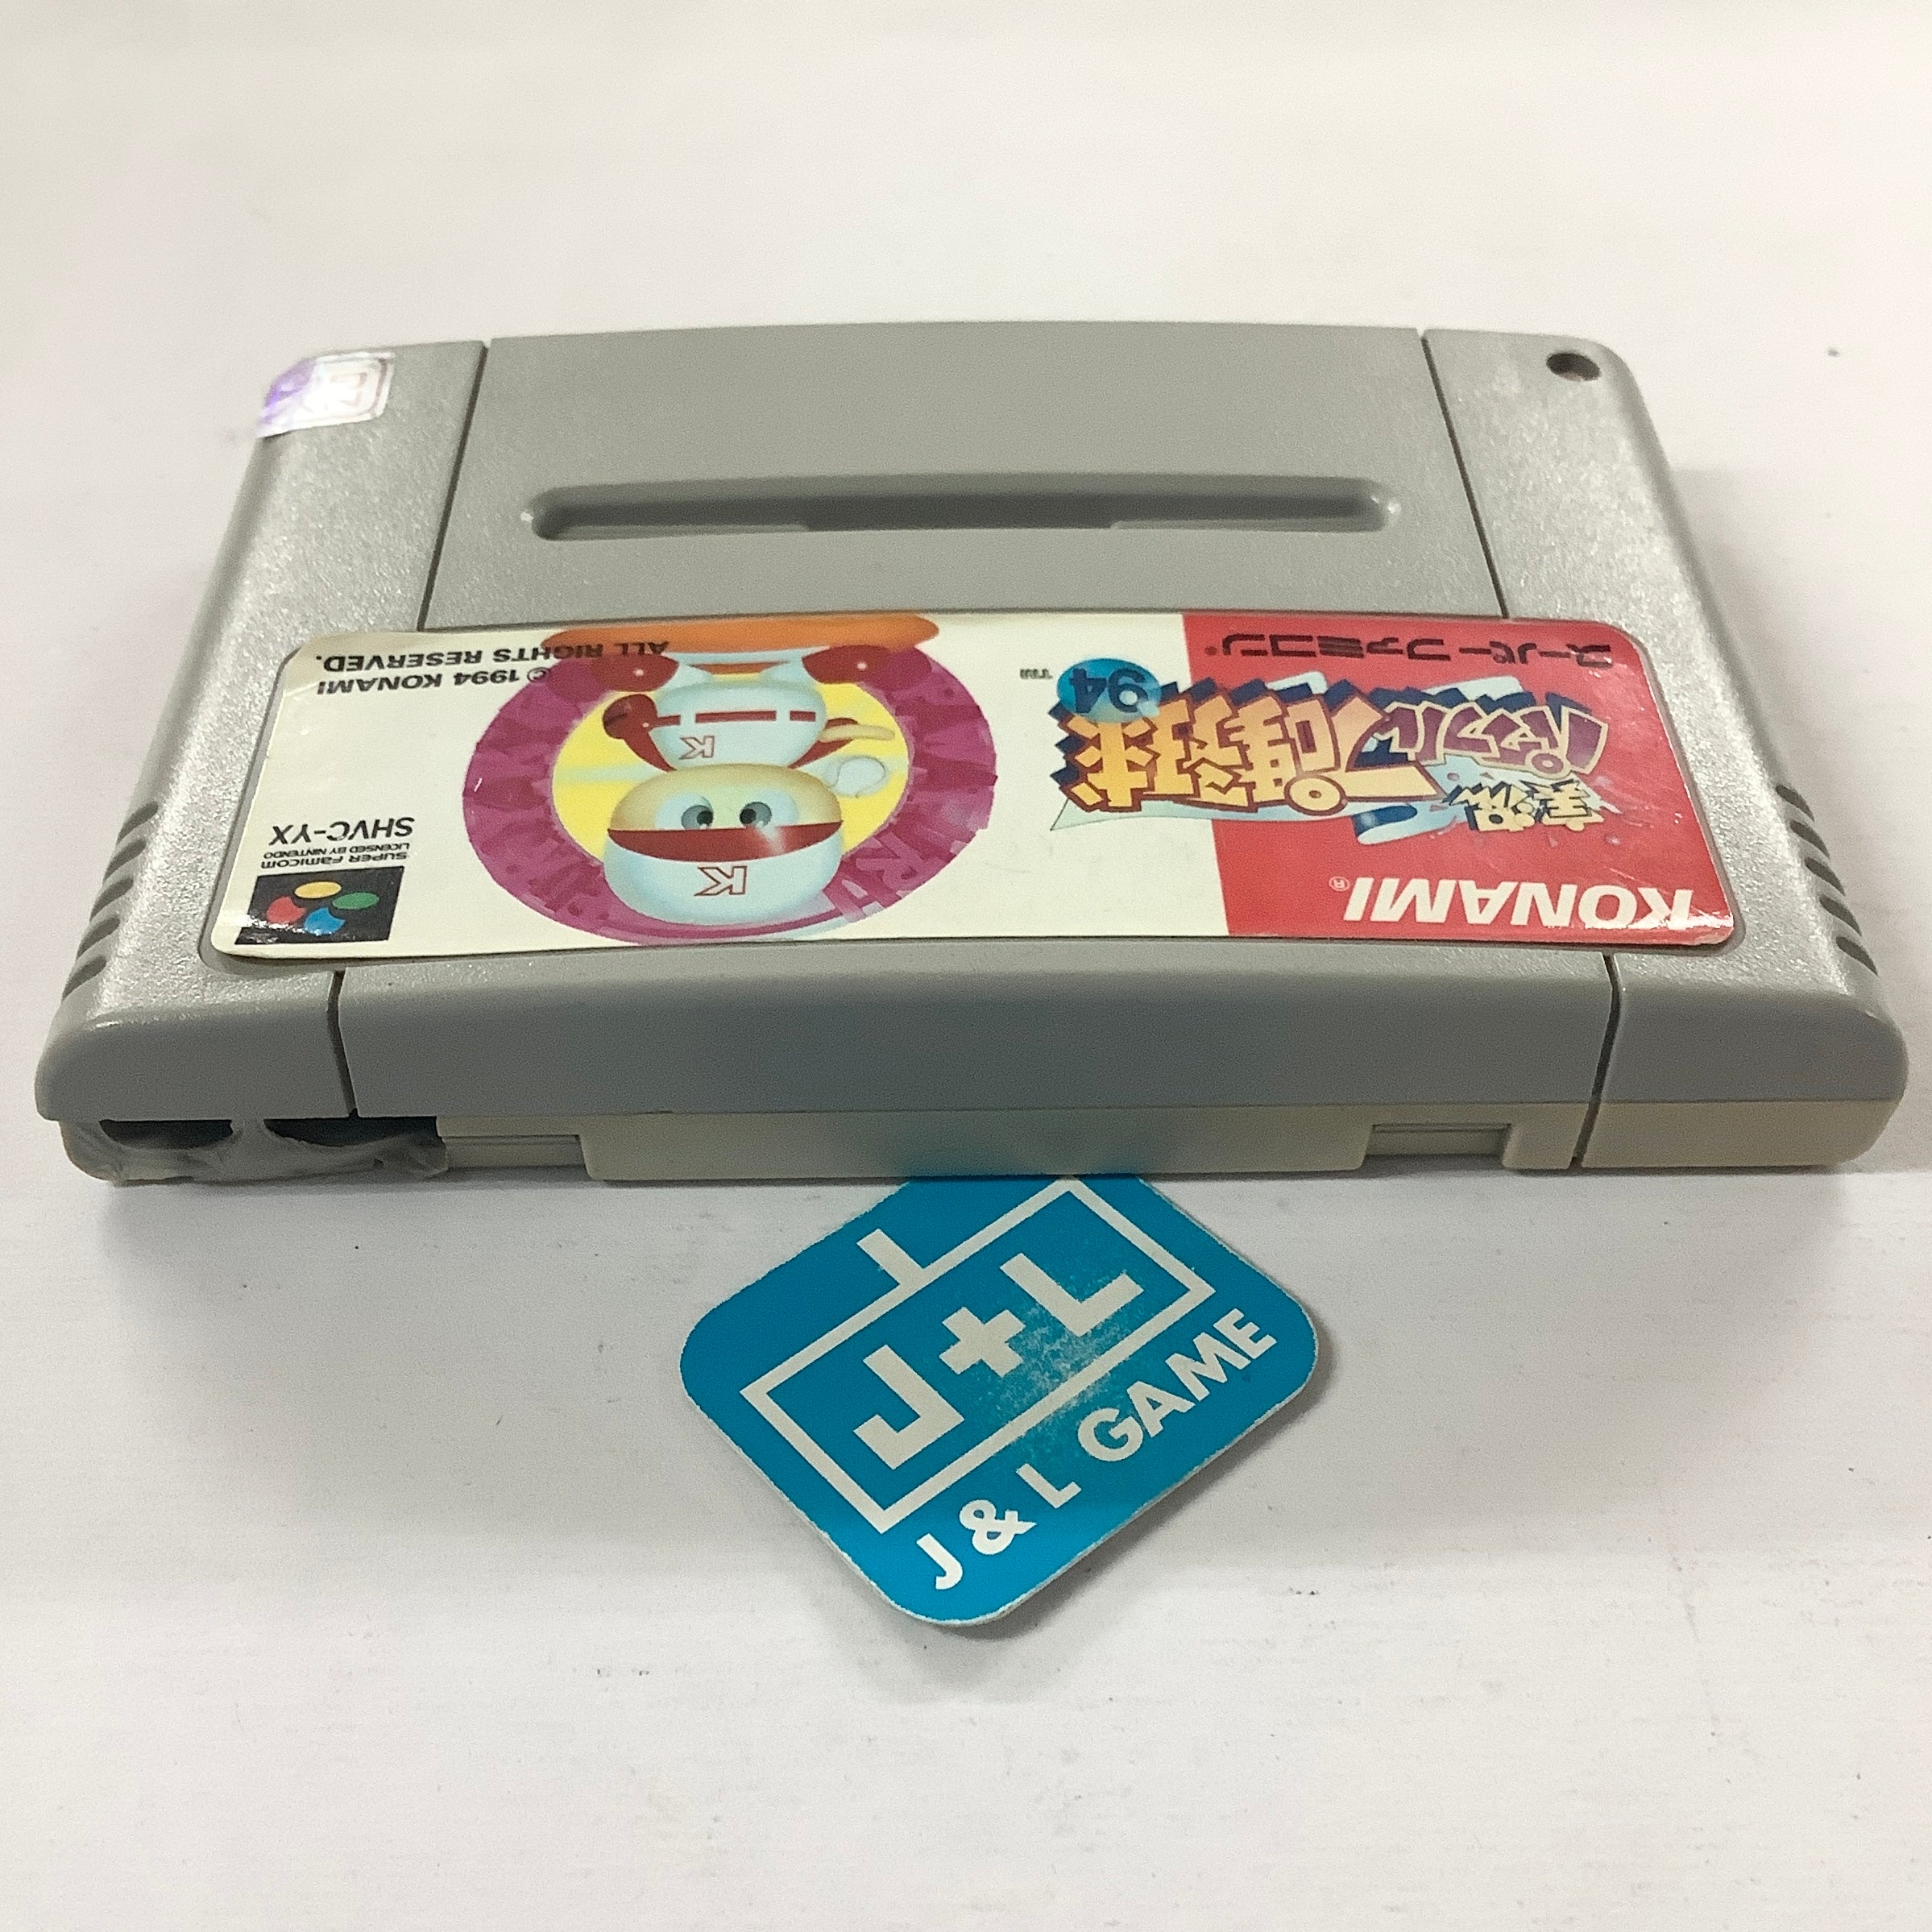 KONAMI®
実況
パワフル
プロ野球
'94
TM
スーパーファミコン®
K
K
SUPER FAMICOM
LICENSED BY NINTENDO
SHVC-YX
© 1994 KONAMI
ALL RIGHTS RESERVED.
J+L
J & L GAME